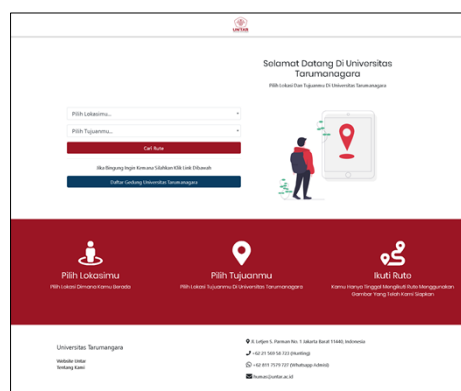 UNTAR
Selamat Datang Di Universitas
Tarumanagara
Pilih Lokasi Dan Tujuanmu Di Universitas Tarumanagara
Pilih Lokasimu...
Pilih Tujuanmu...
Cari Rute
Jika Bingung Ingin Kemana Silahkan Klik Link Dibawah
Daftar Gedung Universitas Tarumanagara
Pilih Lokasimu
Pilih Lokasi Dimana Kamu Berada
Pilih Tujuanmu
Pilih Lokasi Tujuanmu Di Universitas Tarumanagara
Ikuti Rute
Kamu Hanya Tinggal Mengikuti Rute Menggunakan
Gambar Yang Telah Kami Siapkan
Universitas Tarumangara
Website Untar
Tentang Kami
Jl. Letjen S. Parman No. 1 Jakarta Barat 11440, Indonesia
+62 21 569 58 723 (Hunting)
+62 811 7575 727 (Whatsapp Admisi)
humas@untar.ac.id